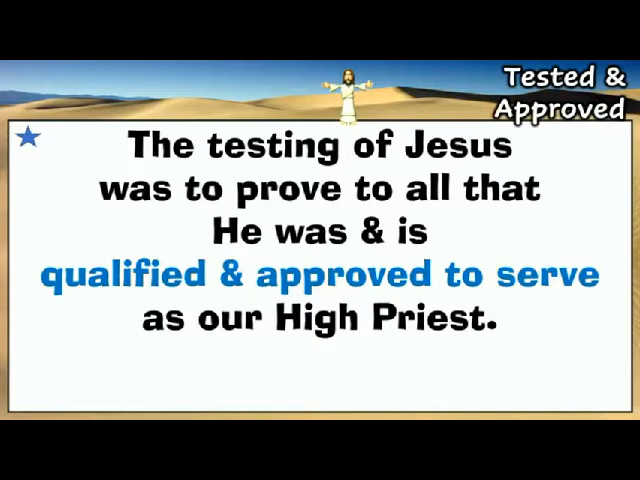 Tested &
Approved
The testing of Jesus
was to prove to all that
He was & is
qualified & approved to serve
as our High Priest.